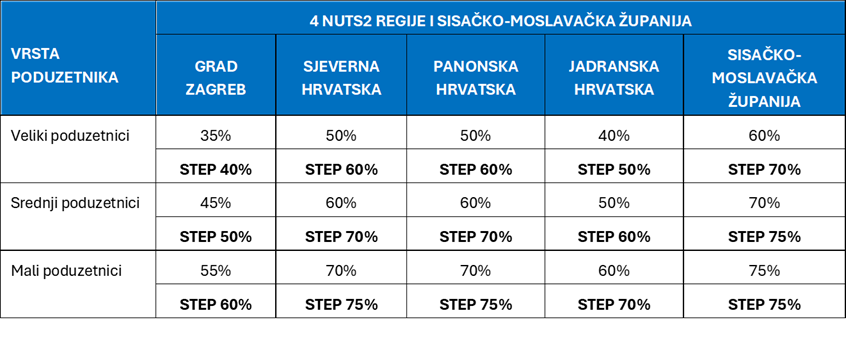 4 NUTS2 REGIJE I SISAČKO-MOSLAVAČKA ŽUPANIJA
VRSTA
PODUZETNIKA
GRAD
ZAGREB
SJEVERNA
HRVATSKA
PANONSKA
HRVATSKA
JADRANSKA
HRVATSKA
SISAČKO-
MOSLAVAČKA
ŽUPANIJA
Veliki poduzetnici 35% 50% 50% 40% 60%
STEP 40% STEP 60% STEP 60% STEP 50% STEP 70%
Srednji poduzetnici 45% 60% 60% 50% 70%
STEP 50% STEP 70% STEP 70% STEP 60% STEP 75%
Mali poduzetnici 55% 70% 70% 60% 75%
STEP 60% STEP 75% STEP 75% STEP 70% STEP 75%